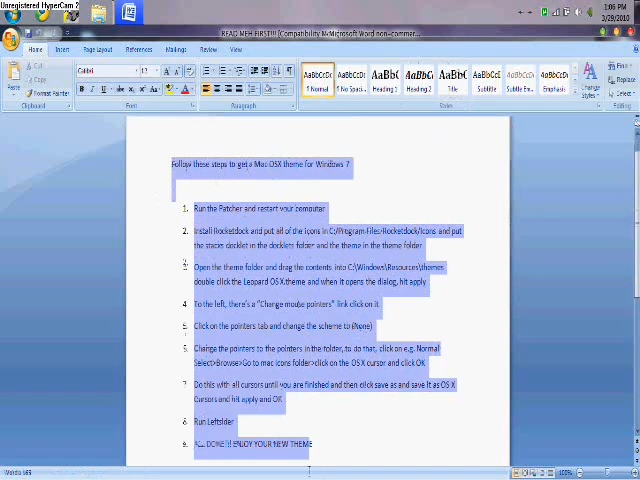 Unregistered HyperCam 2
1:06 PM
3/29/2010
READ MEH FIRST!!! [Compatibility M Microsoft Word non-commer...
Home Insert Page Layout References Mailings Review View
Cut
Copy
Paste
Format Painter
Calibri 12
AaBbCcDc AaBbCcDc AaBbC AaBbC AaBbC AaBbCcD AaBbCcD AaBbCcDc
¶ Normal ¶ No Spaci... Heading 1 Heading 2 Title Subtitle Subtle Em... Emphasis
Change Styles
Find
Replace
Select
Clipboard Font Paragraph Styles
Follow these steps to get a Mac OSX theme for Windows 7
1. Run the Patcher and restart your computer
2. Install Rocketdock and put all of the icons in C:/Program Files/Rocketdock/Icons and put
the stacks docklet in the docklets folder and the theme in the theme folder
3. Open the theme folder and drag the contents into C:\Windows\Resources\themes
double click the Leopard OSX.theme and when it opens the dialog, hit apply
4. To the left, there's a "Change mouse pointers" link click on it
5. Click on the pointers tab and change the scheme to (None)
6. Change the pointers to the pointers in the folder, to do that, click on e.g. Normal
Select>Browse>Go to mac icons folder>click on the OSX cursor and click OK
7. Do this with all cursors until you are finished and then click save as and save it as OS X
Cursors and hit apply and OK
8. Run Leftsider
9. ALL DONE!!! ENJOY YOUR NEW THEME
100%